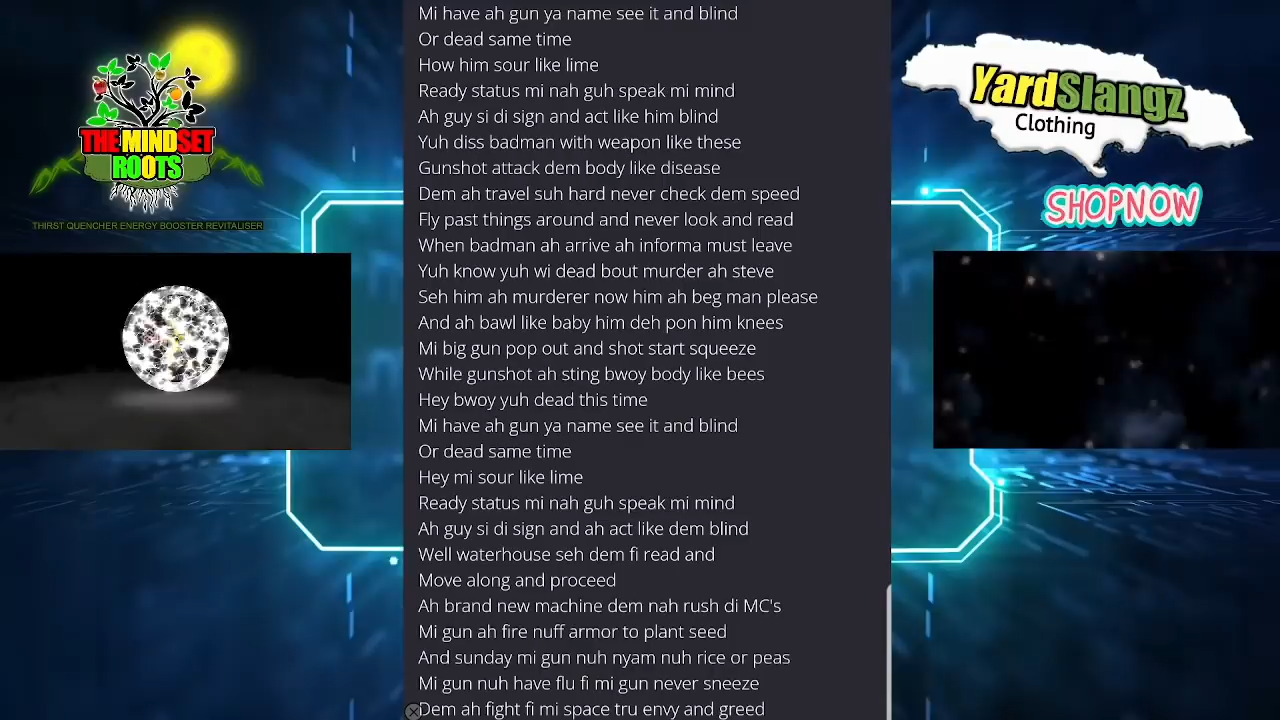 THE MINDSET
ROOTS
THIRST QUENCHER ENERGY BOOSTER REVITALISER
Mi have ah gun ya name see it and blind
Or dead same time
How him sour like lime
Ready status mi nah guh speak mi mind
Ah guy si di sign and act like him blind
Yuh diss badman with weapon like these
Gunshot attack dem body like disease
Dem ah travel suh hard never check dem speed
Fly past things around and never look and read
When badman ah arrive ah informa must leave
Yuh know yuh wi dead bout murder ah steve
Seh him ah murderer now him ah beg man please
And ah bawl like baby him deh pon him knees
Mi big gun pop out and shot start squeeze
While gunshot ah sting bwoy body like bees
Hey bwoy yuh dead this time
Mi have ah gun ya name see it and blind
Or dead same time
Hey mi sour like lime
Ready status mi nah guh speak mi mind
Ah guy si di sign and ah act like dem blind
Well waterhouse seh dem fi read and
Move along and proceed
Ah brand new machine dem nah rush di MC's
Mi gun ah fire nuff armor to plant seed
And sunday mi gun nuh nyam nuh rice or peas
Mi gun nuh have flu fi mi gun never sneeze
Dem ah fight fi mi space tru envy and greed
YardSlangz
Clothing
SHOPNOW